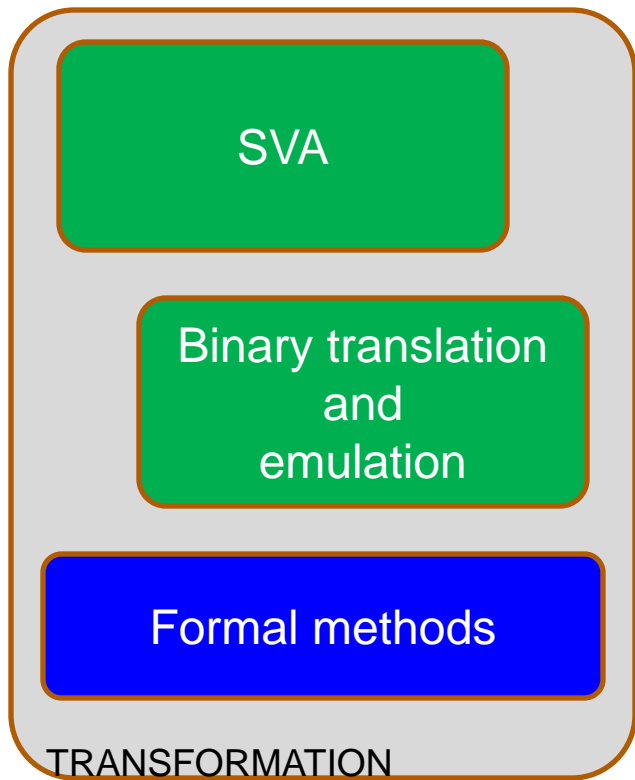 SVA
Binary translation
and
emulation
Formal methods
TRANSFORMATION